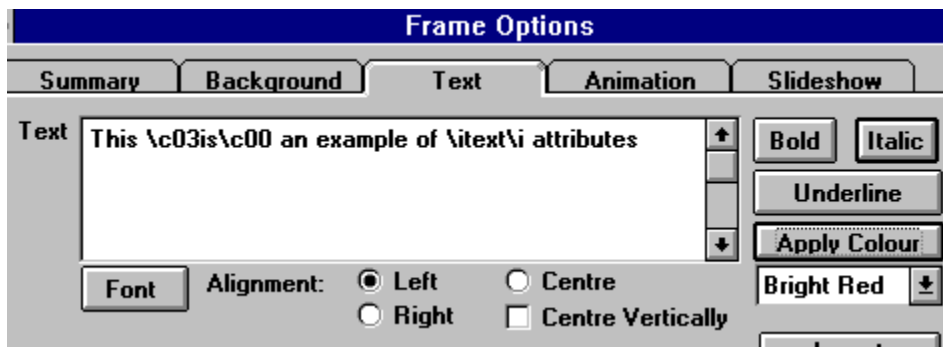 Frame Options
Summary Background Text Animation Slideshow
Text This \c03is\c00 an example of \itext\i attributes Bold Italic
Underline
Apply Colour
Font Alignment: Left Centre Bright Red
Right Centre Vertically